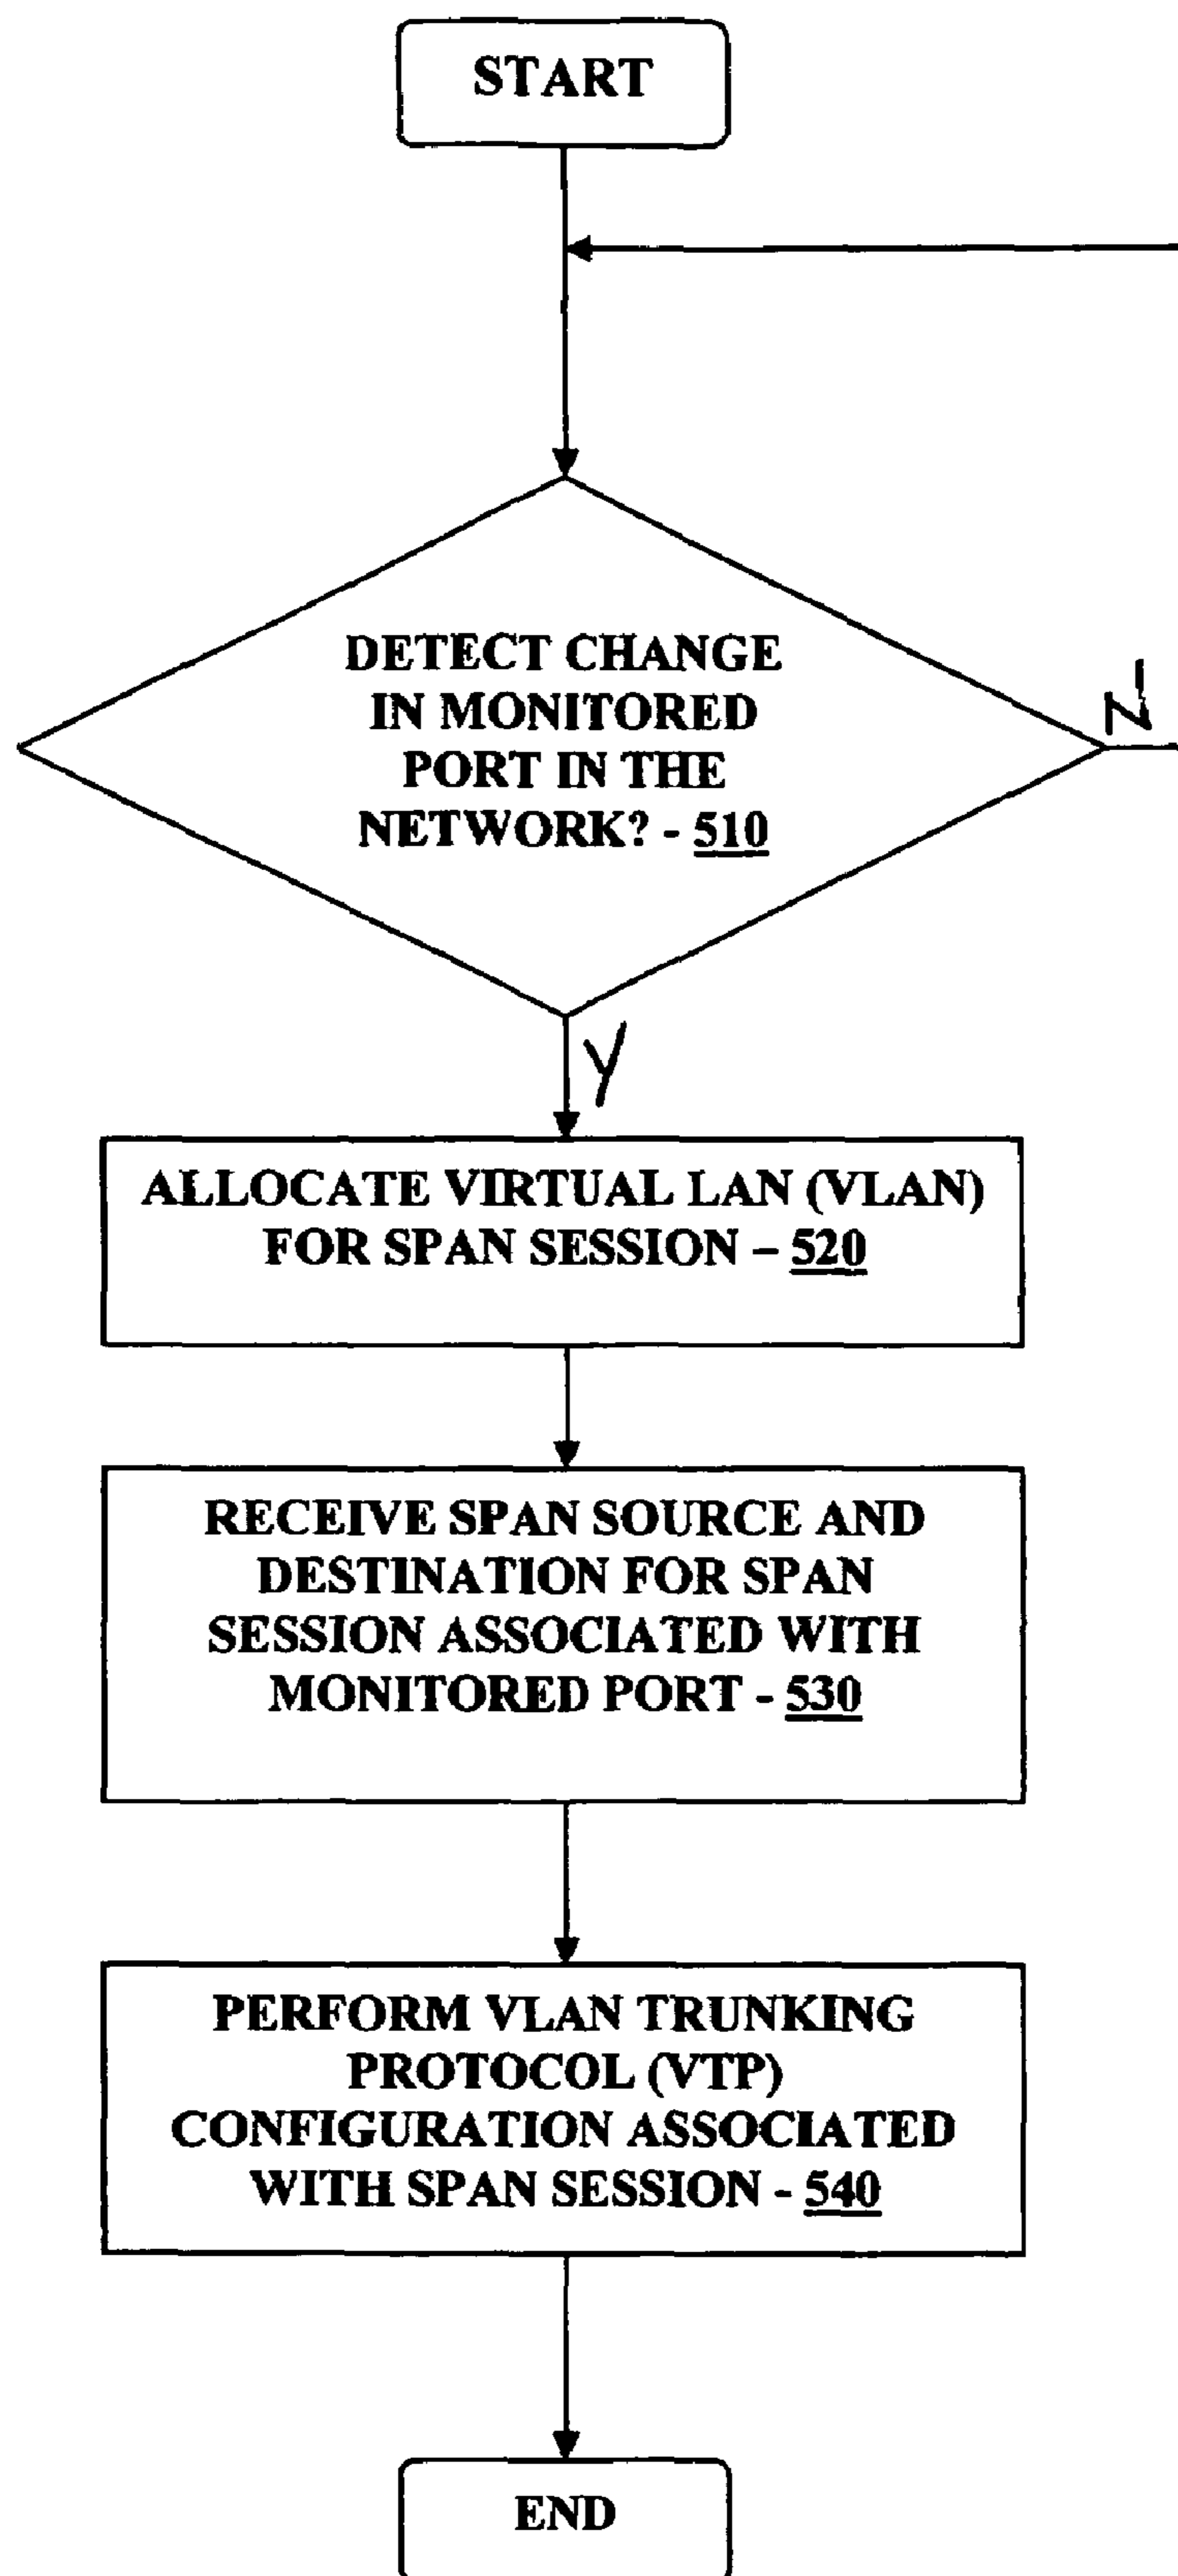 START
DETECT CHANGE
IN MONITORED
PORT IN THE
NETWORK? - 510
N
Y
ALLOCATE VIRTUAL LAN (VLAN)
FOR SPAN SESSION – 520
RECEIVE SPAN SOURCE AND
DESTINATION FOR SPAN
SESSION ASSOCIATED WITH
MONITORED PORT - 530
PERFORM VLAN TRUNKING
PROTOCOL (VTP)
CONFIGURATION ASSOCIATED
WITH SPAN SESSION - 540
END